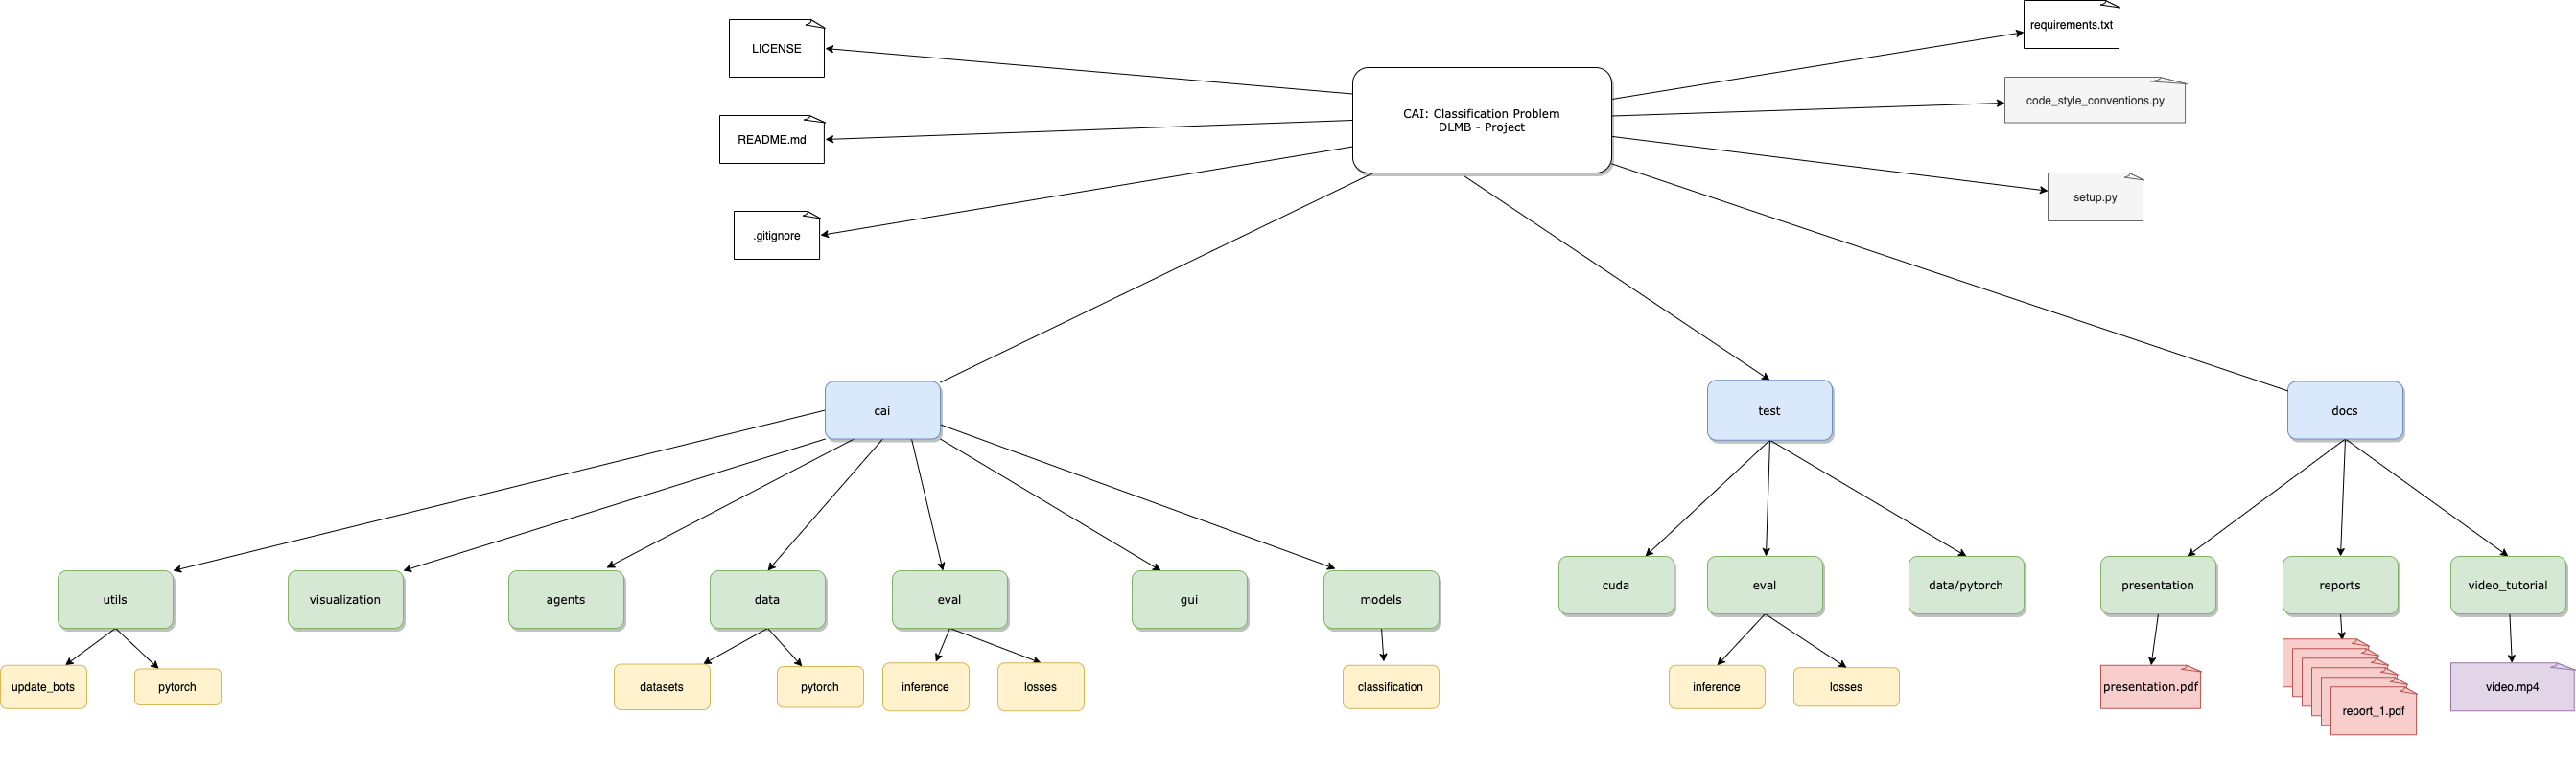 requirements.txt
LICENSE
code_style_conventions.py
CAI: Classification Problem
DLMB - Project
README.md
setup.py
.gitignore
cai
test
docs
utils
visualization
agents
data
eval
gui
models
cuda
eval
data/pytorch
presentation
reports
video_tutorial
update_bots
pytorch
datasets
pytorch
inference
losses
classification
inference
losses
presentation.pdf
report_1.pdf
video.mp4